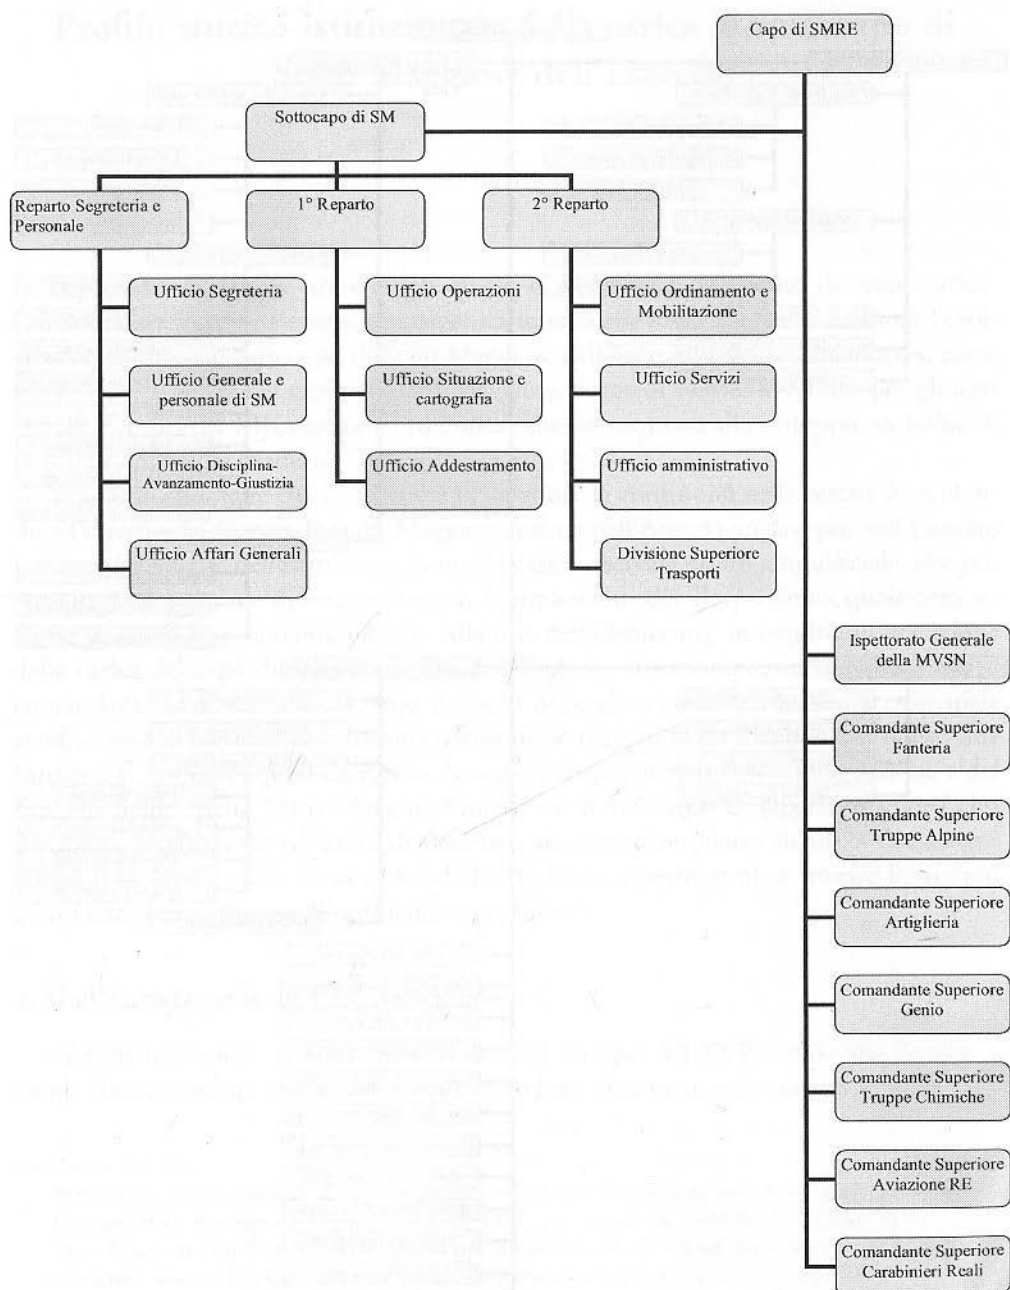 Capo di SMRE
Sottocapo di SM
Reparto Segreteria e
Personale
1° Reparto
2° Reparto
Ufficio Segreteria
Ufficio Generale e
personale di SM
Ufficio Disciplina-
Avanzamento-Giustizia
Ufficio Affari Generali
Ufficio Operazioni
Ufficio Situazione e
cartografia
Ufficio Addestramento
Ufficio Ordinamento e
Mobilitazione
Ufficio Servizi
Ufficio amministrativo
Divisione Superiore
Trasporti
Ispettorato Generale
della MVSN
Comandante Superiore
Fanteria
Comandante Superiore
Truppe Alpine
Comandante Superiore
Artiglieria
Comandante Superiore
Genio
Comandante Superiore
Truppe Chimiche
Comandante Superiore
Aviazione RE
Comandante Superiore
Carabinieri Reali